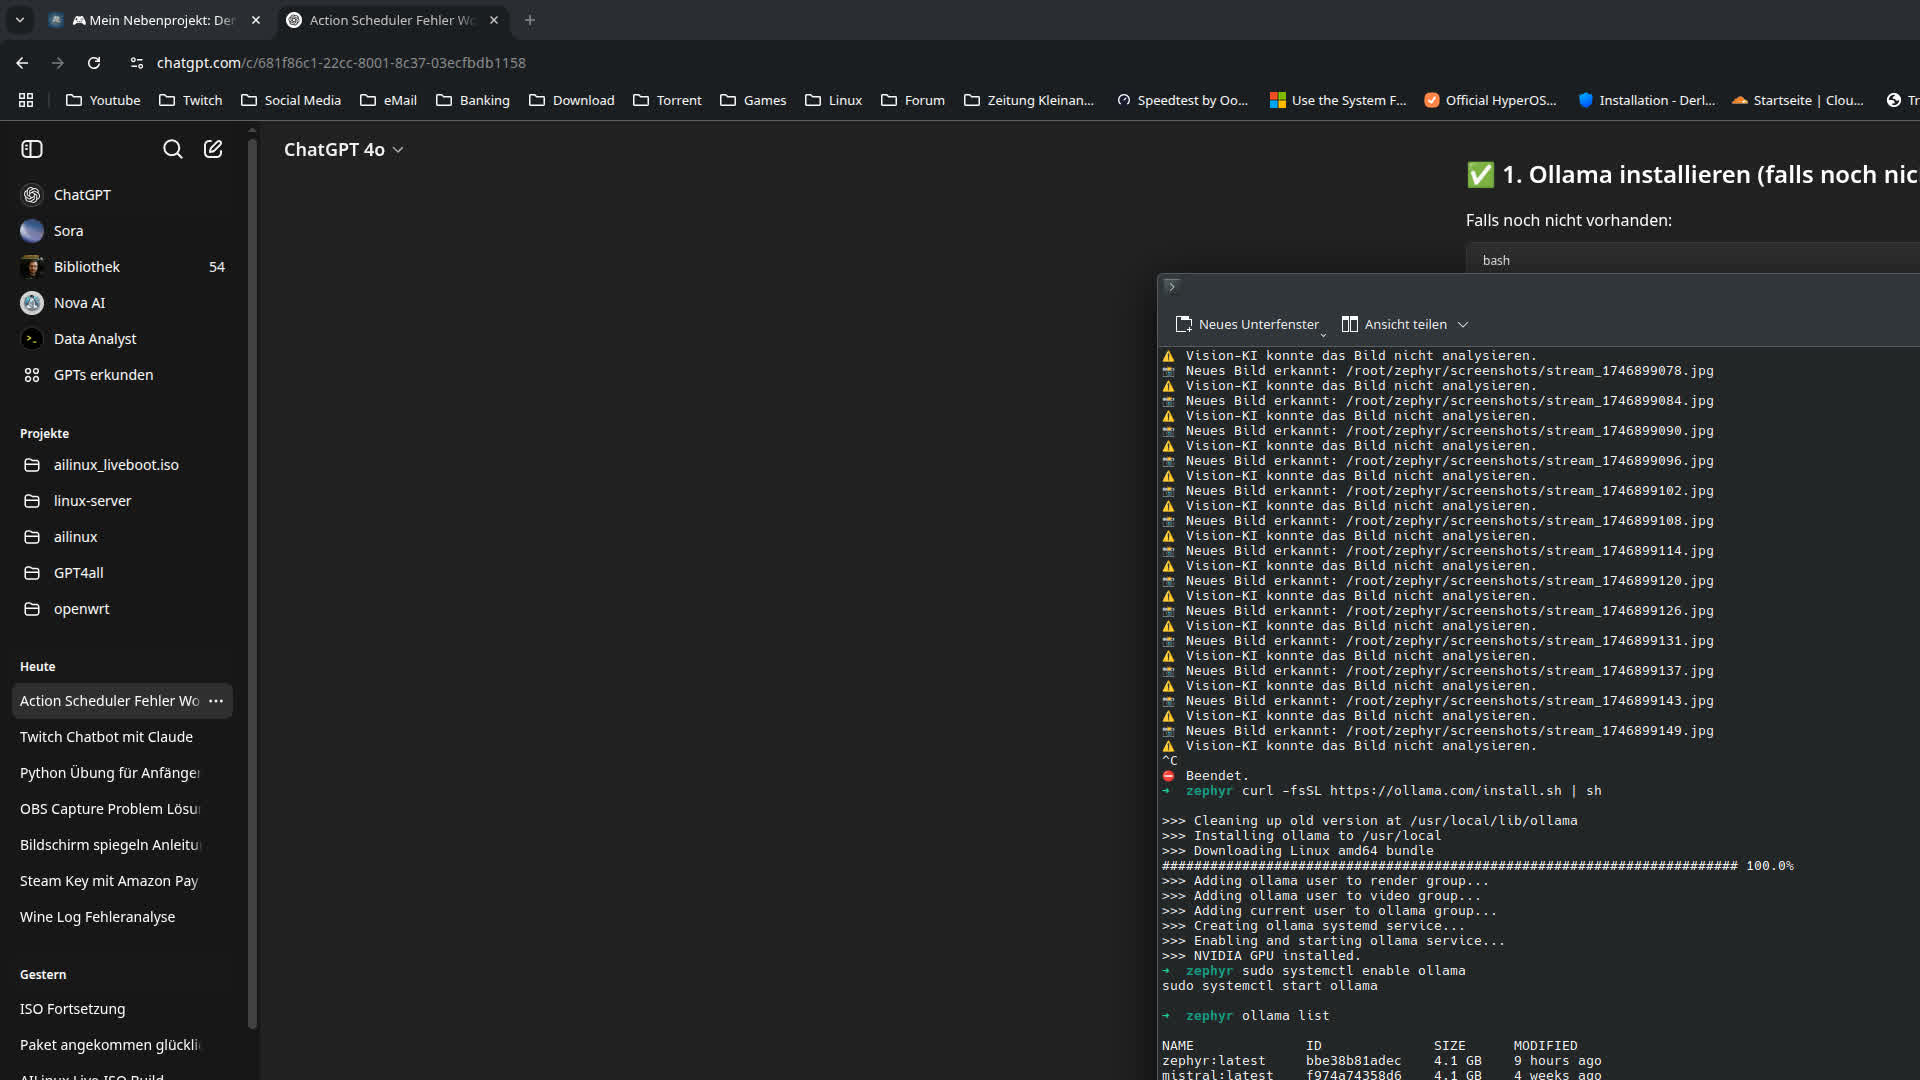 🎮 Mein Nebenprojekt: Der
Action Scheduler Fehler Wo
chatgpt.com/c/681f86c1-22cc-8001-8c37-03ecfbdb1158
Youtube
Twitch
Social Media
eMail
Banking
Download
Torrent
Games
Linux
Forum
Zeitung Kleinan...
Speedtest by Oo...
Use the System F...
Official HyperOS...
Installation - Derl...
Startseite | Clou...
Tr
ChatGPT
Sora
Bibliothek 54
Nova AI
Data Analyst
GPTs erkunden
Projekte
ailinux_liveboot.iso
linux-server
ailinux
GPT4all
openwrt
Heute
Action Scheduler Fehler Wo
Twitch Chatbot mit Claude
Python Übung für Anfänger
OBS Capture Problem Lösu
Bildschirm spiegeln Anleitu
Steam Key mit Amazon Pay
Wine Log Fehleranalyse
Gestern
ISO Fortsetzung
Paket angekommen glückli
AILinux Live ISO Build
ChatGPT 4o
✅ 1. Ollama installieren (falls noch nic
Falls noch nicht vorhanden:
bash
Neues Unterfenster
Ansicht teilen
⚠️ Vision-KI konnte das Bild nicht analysieren.
📸 Neues Bild erkannt: /root/zephyr/screenshots/stream_1746899078.jpg
⚠️ Vision-KI konnte das Bild nicht analysieren.
📸 Neues Bild erkannt: /root/zephyr/screenshots/stream_1746899084.jpg
⚠️ Vision-KI konnte das Bild nicht analysieren.
📸 Neues Bild erkannt: /root/zephyr/screenshots/stream_1746899090.jpg
⚠️ Vision-KI konnte das Bild nicht analysieren.
📸 Neues Bild erkannt: /root/zephyr/screenshots/stream_1746899096.jpg
⚠️ Vision-KI konnte das Bild nicht analysieren.
📸 Neues Bild erkannt: /root/zephyr/screenshots/stream_1746899102.jpg
⚠️ Vision-KI konnte das Bild nicht analysieren.
📸 Neues Bild erkannt: /root/zephyr/screenshots/stream_1746899108.jpg
⚠️ Vision-KI konnte das Bild nicht analysieren.
📸 Neues Bild erkannt: /root/zephyr/screenshots/stream_1746899114.jpg
⚠️ Vision-KI konnte das Bild nicht analysieren.
📸 Neues Bild erkannt: /root/zephyr/screenshots/stream_1746899120.jpg
⚠️ Vision-KI konnte das Bild nicht analysieren.
📸 Neues Bild erkannt: /root/zephyr/screenshots/stream_1746899126.jpg
⚠️ Vision-KI konnte das Bild nicht analysieren.
📸 Neues Bild erkannt: /root/zephyr/screenshots/stream_1746899131.jpg
⚠️ Vision-KI konnte das Bild nicht analysieren.
📸 Neues Bild erkannt: /root/zephyr/screenshots/stream_1746899137.jpg
⚠️ Vision-KI konnte das Bild nicht analysieren.
📸 Neues Bild erkannt: /root/zephyr/screenshots/stream_1746899143.jpg
⚠️ Vision-KI konnte das Bild nicht analysieren.
📸 Neues Bild erkannt: /root/zephyr/screenshots/stream_1746899149.jpg
⚠️ Vision-KI konnte das Bild nicht analysieren.
^C
⛔ Beendet.
➜ zephyr curl -fsSL https://ollama.com/install.sh | sh
>>> Cleaning up old version at /usr/local/lib/ollama
>>> Installing ollama to /usr/local
>>> Downloading Linux amd64 bundle
######################################################################## 100.0%
>>> Adding ollama user to render group...
>>> Adding ollama user to video group...
>>> Adding current user to ollama group...
>>> Creating ollama systemd service...
>>> Enabling and starting ollama service...
>>> NVIDIA GPU installed.
➜ zephyr sudo systemctl enable ollama
sudo systemctl start ollama
➜ zephyr ollama list
NAME ID SIZE MODIFIED
zephyr:latest bbe38b81adec 4.1 GB 9 hours ago
mistral:latest f974a74358d6 4.1 GB 4 weeks ago